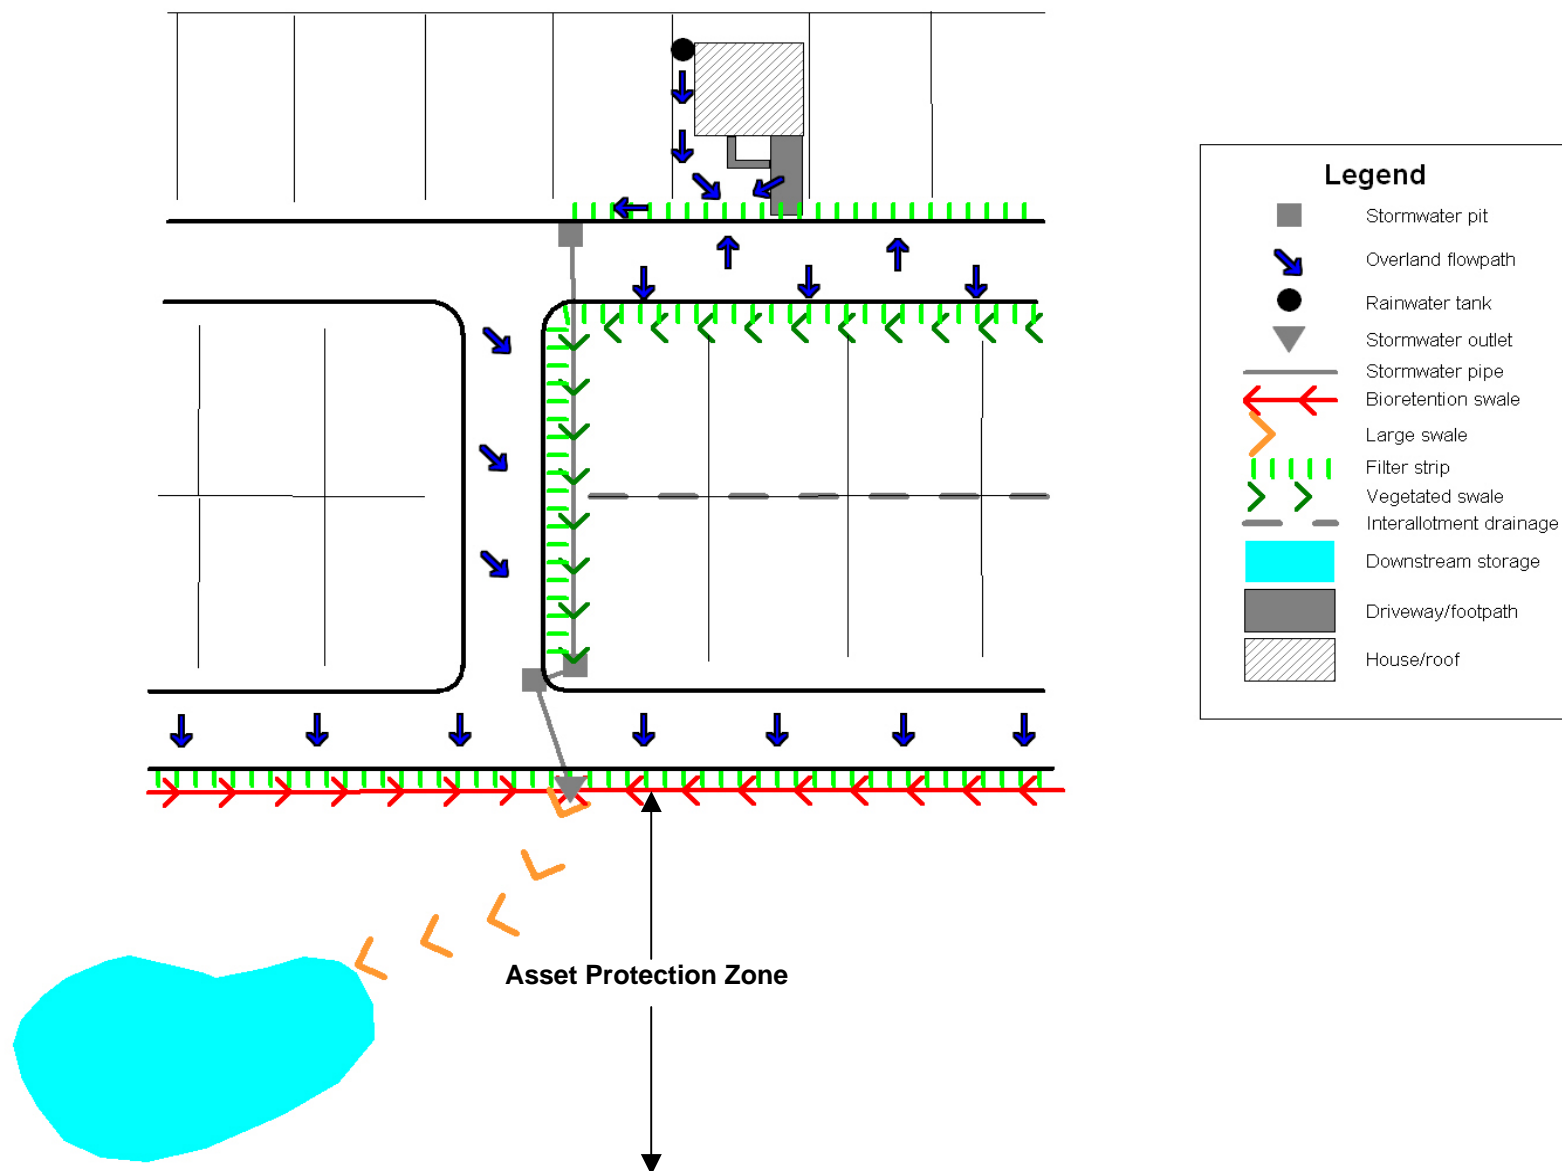 Legend
Stormwater pit
Overland flowpath
Rainwater tank
Stormwater outlet
Stormwater pipe
Bioretention swale
Large swale
Filter strip
Vegetated swale
Interallotment drainage
Downstream storage
Driveway/footpath
House/roof
Asset Protection Zone